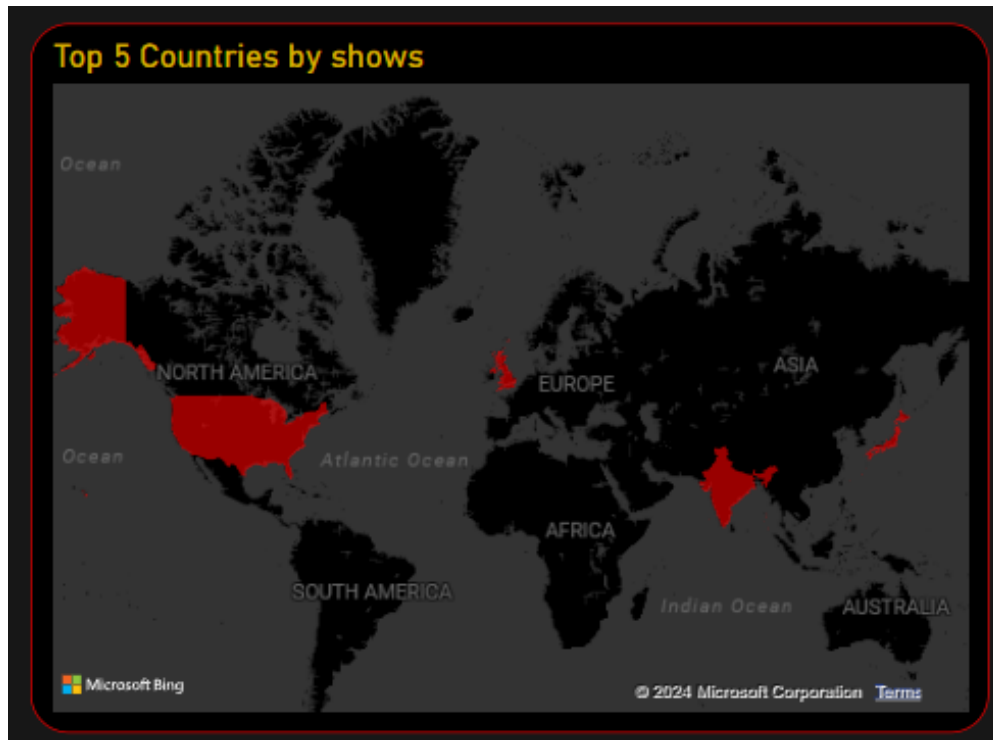 Top 5 Countries by shows
Ocean
NORTH AMERICA
EUROPE
ASIA
Ocean
Atlantic Ocean
AFRICA
SOUTH AMERICA
Indian Ocean
AUSTRALIA
Microsoft Bing
© 2024 Microsoft Corporation Terms